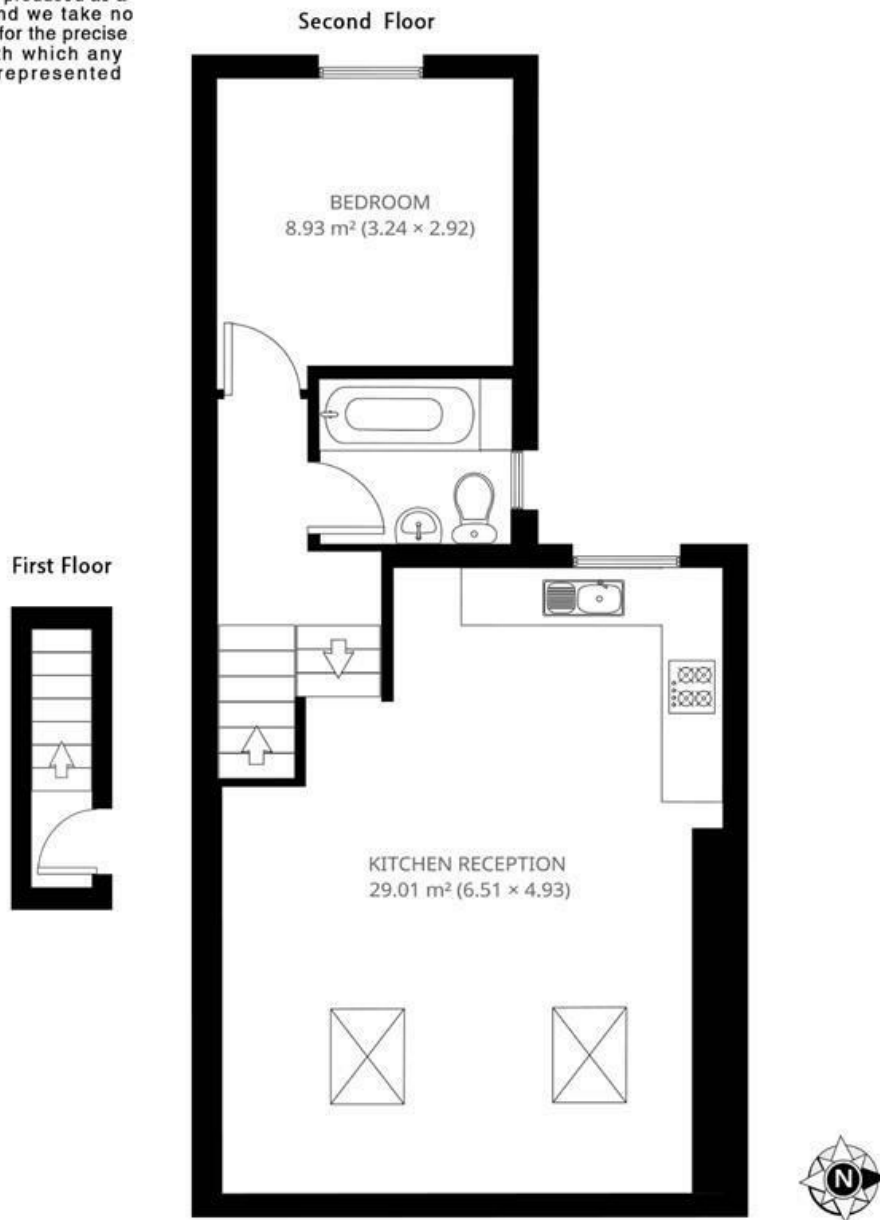 nd we take no
for the precise
which any
represented
Second Floor
BEDROOM
8.93 m² (3.24 × 2.92)
First Floor
KITCHEN RECEPTION
29.01 m² (6.51 × 4.93)
N